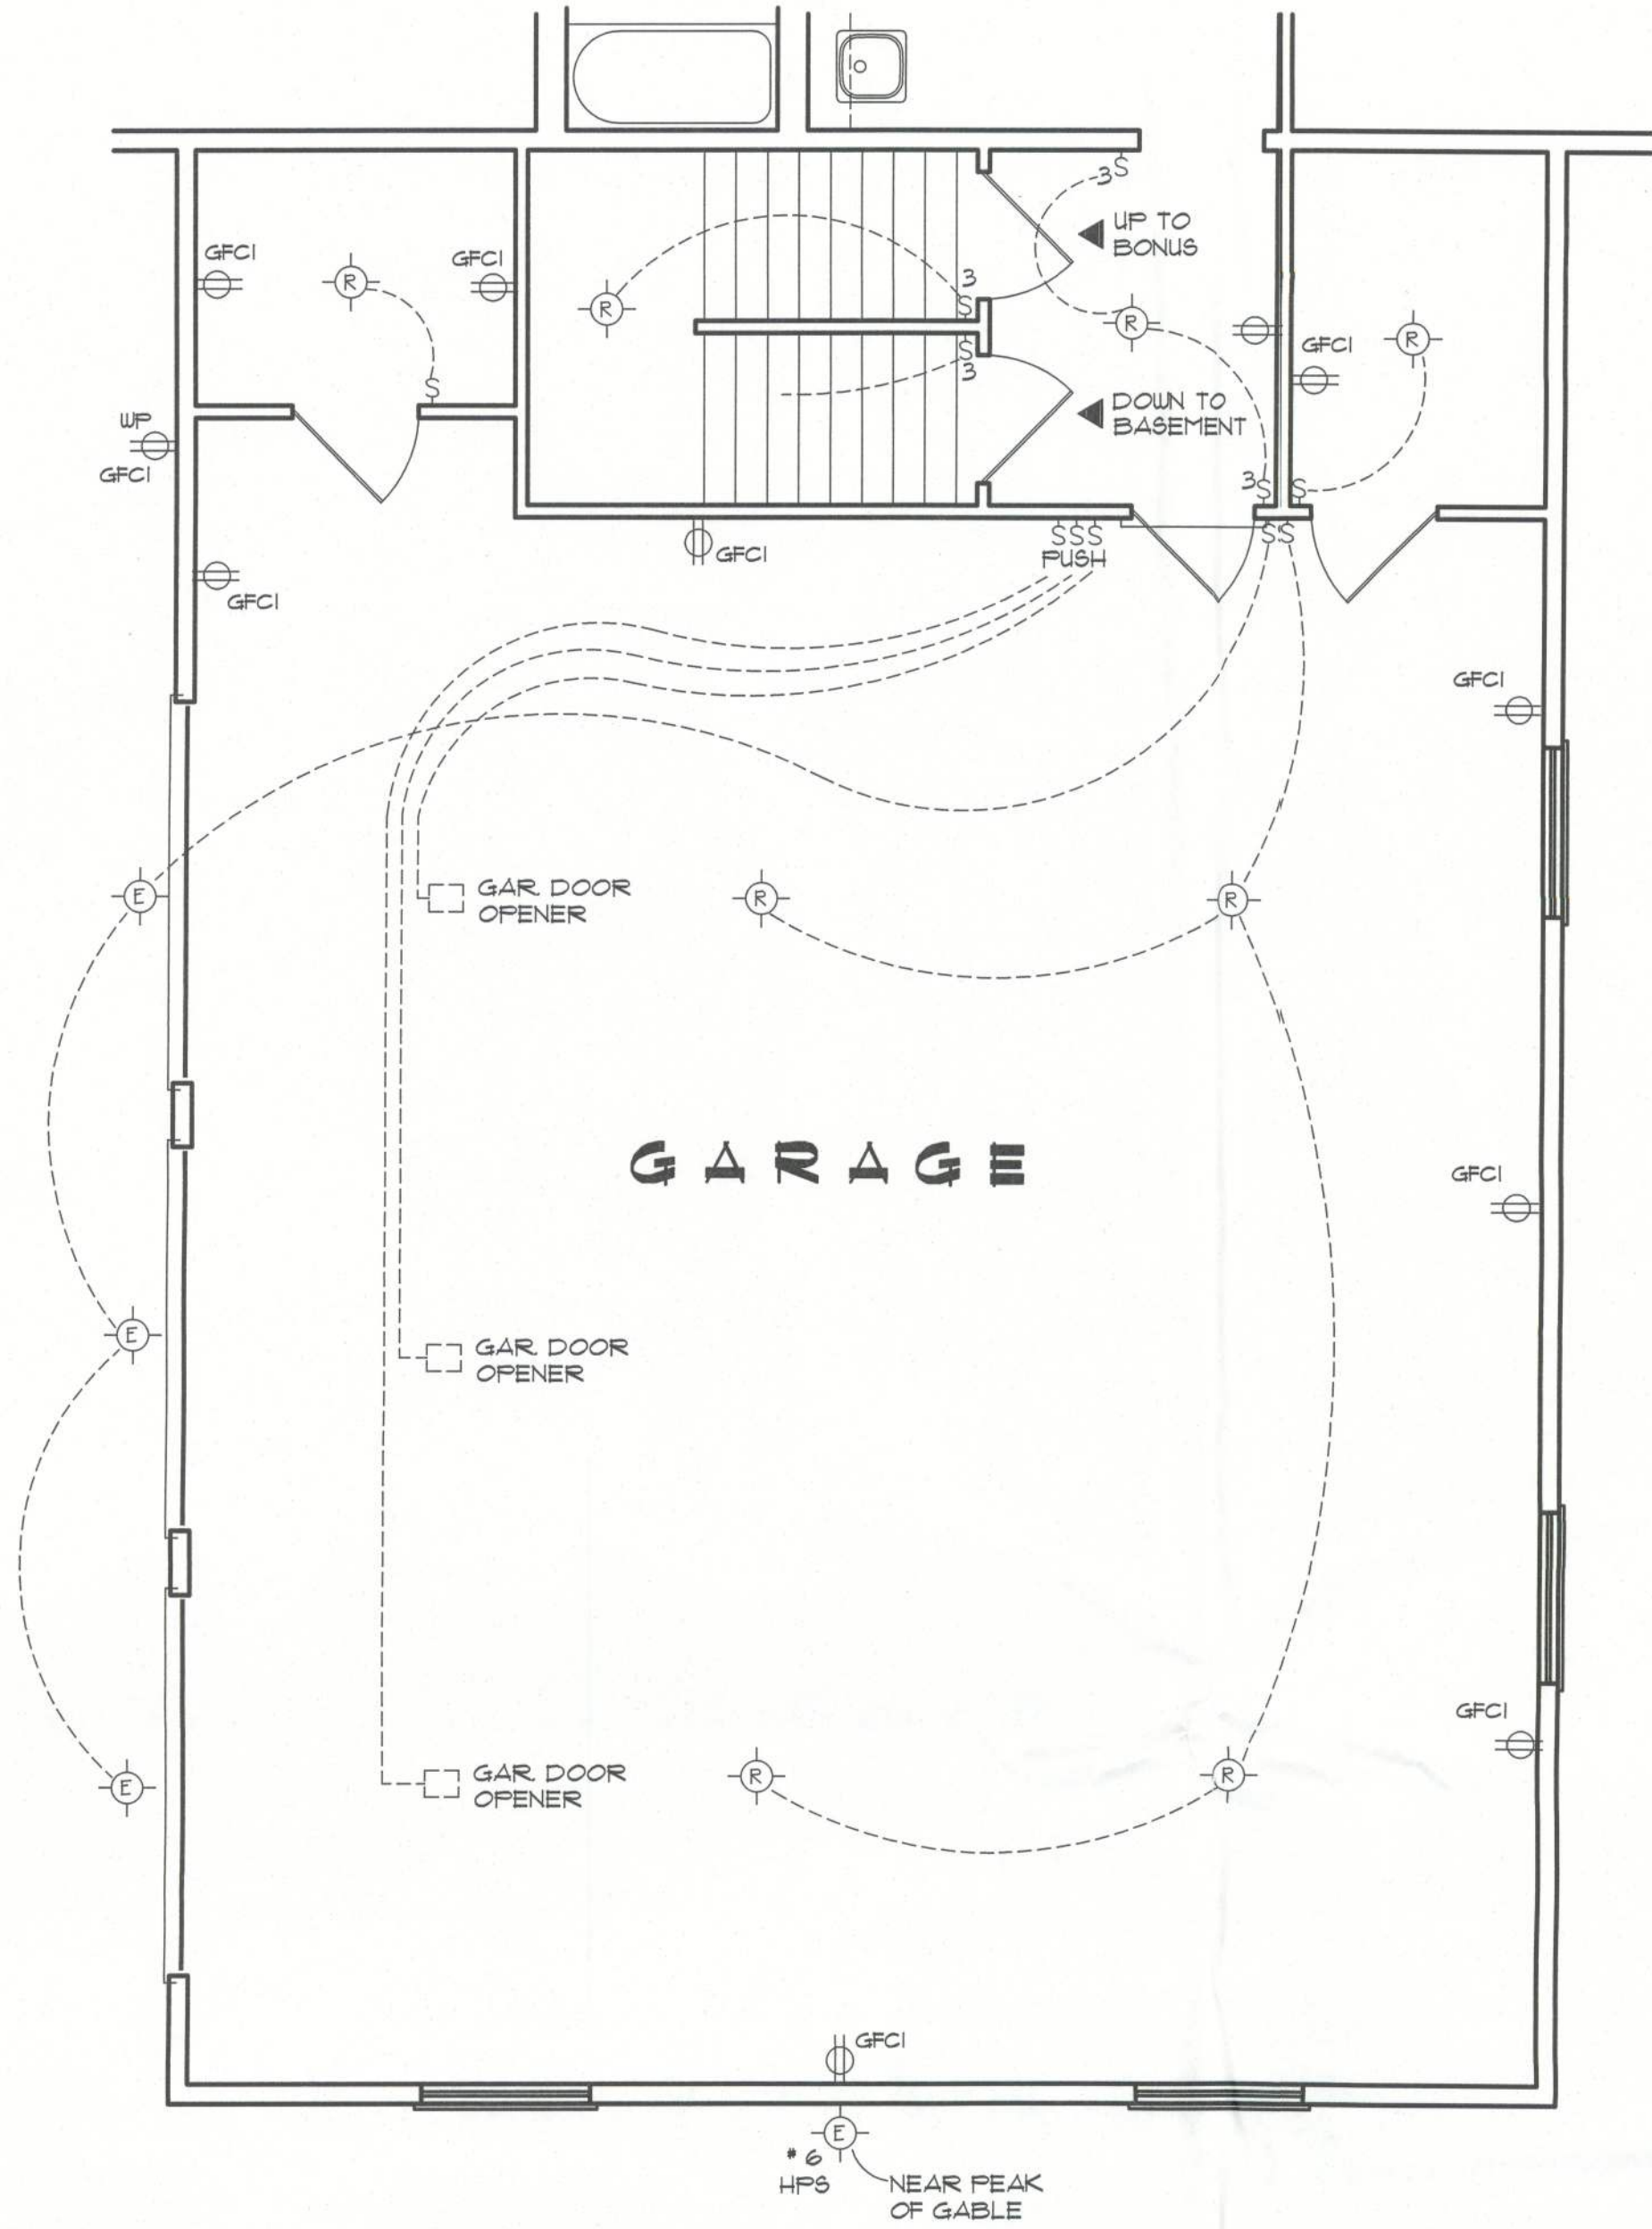 3S
UP TO
BONUS
GFCI
GFCI
R
3
S
R
R
GFCI
R
S
3
S
WP
GFCI
DOWN TO
BASEMENT
3S
S
GFCI
SSS
PUSH
SS
GFCI
GFCI
E
GAR. DOOR
OPENER
R
R
GARAGE
GFCI
E
GAR. DOOR
OPENER
GFCI
E
GAR. DOOR
OPENER
R
R
GFCI
E
#6
HPS
NEAR PEAK
OF GABLE